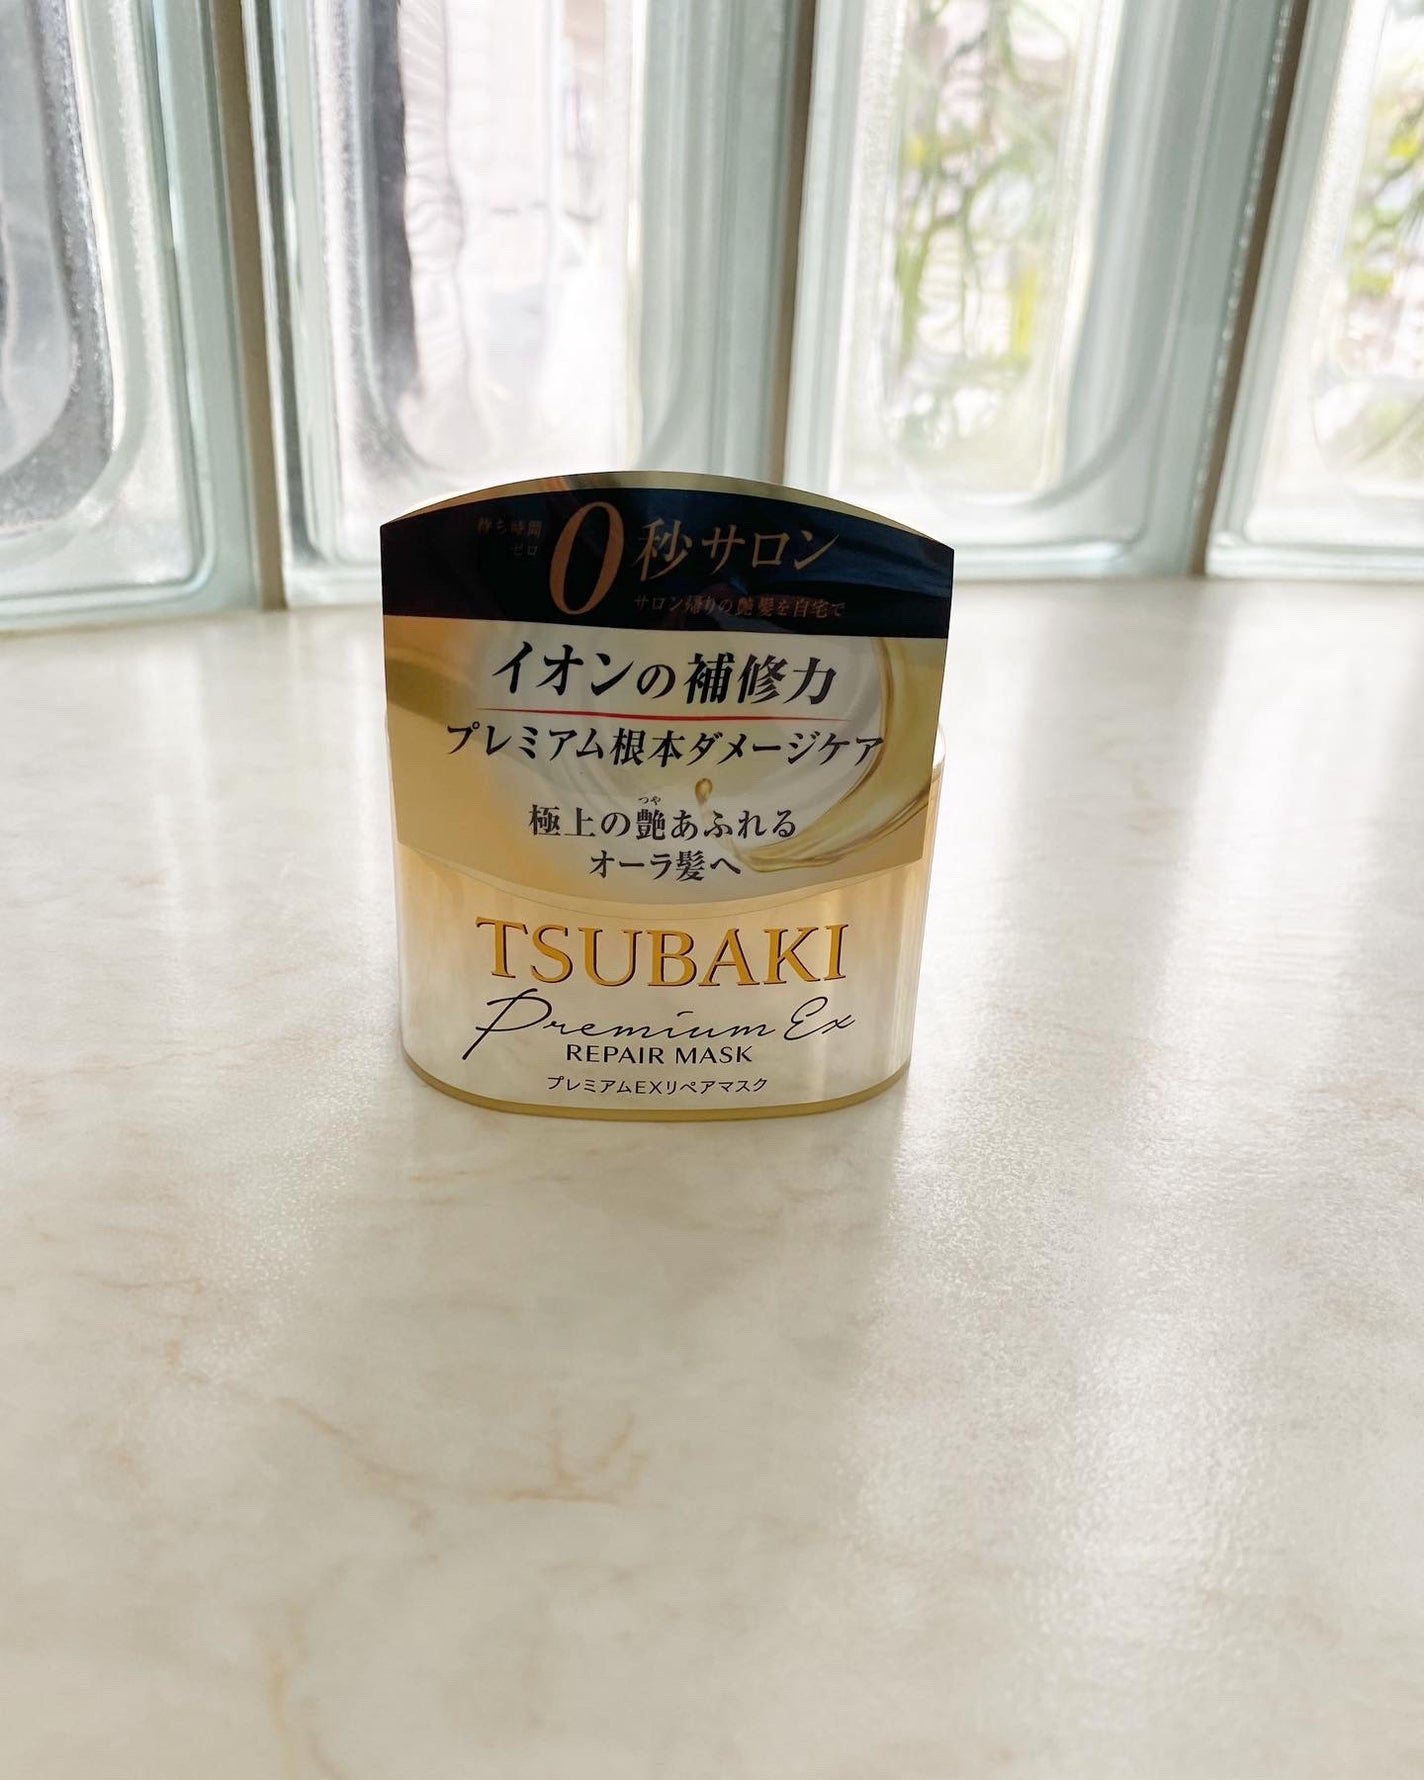 待ち時間
ゼロ
0秒サロン
サロン帰りの艶髪を自宅で
イオンの補修力
プレミアム根本ダメージケア
つや
極上の艶あふれる
オーラ髪へ
TSUBAKI
Premium Ex
REPAIR MASK
プレミアムEXリペアマスク